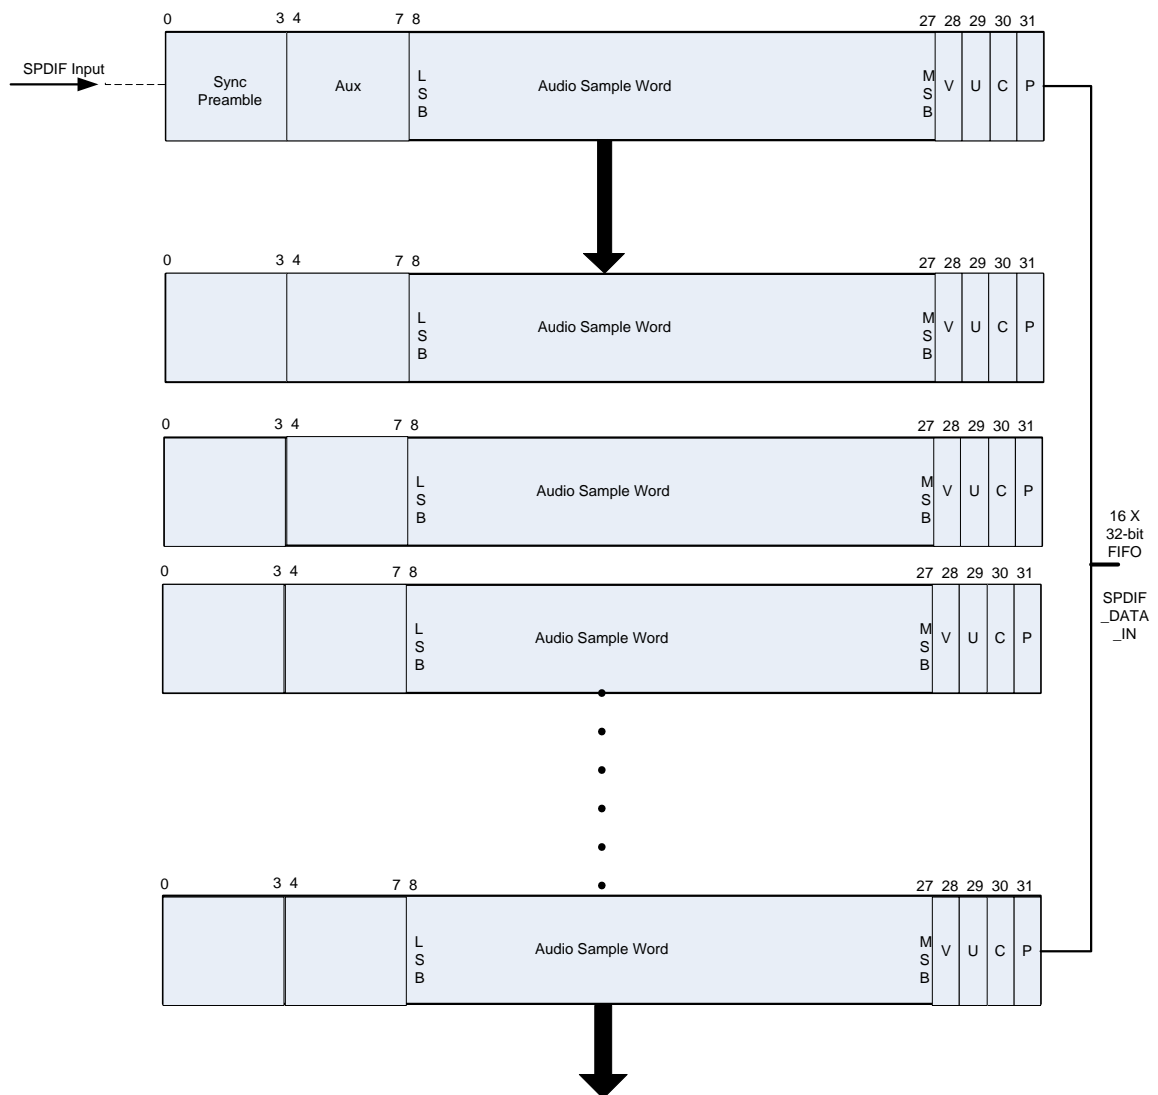 0 3 4 7 8 27 28 29 30 31
SPDIF Input
Sync
Preamble
Aux
L
S
B
Audio Sample Word
M
S
B
V U C P
0 3 4 7 8 27 28 29 30 31
L
S
B
Audio Sample Word
M
S
B
V U C P
0 3 4 7 8 27 28 29 30 31
L
S
B
Audio Sample Word
M
S
B
V U C P
16 X
32-bit
FIFO
SPDIF
_DATA
_IN
0 3 4 7 8 27 28 29 30 31
L
S
B
Audio Sample Word
M
S
B
V U C P
0 3 4 7 8 27 28 29 30 31
L
S
B
Audio Sample Word
M
S
B
V U C P